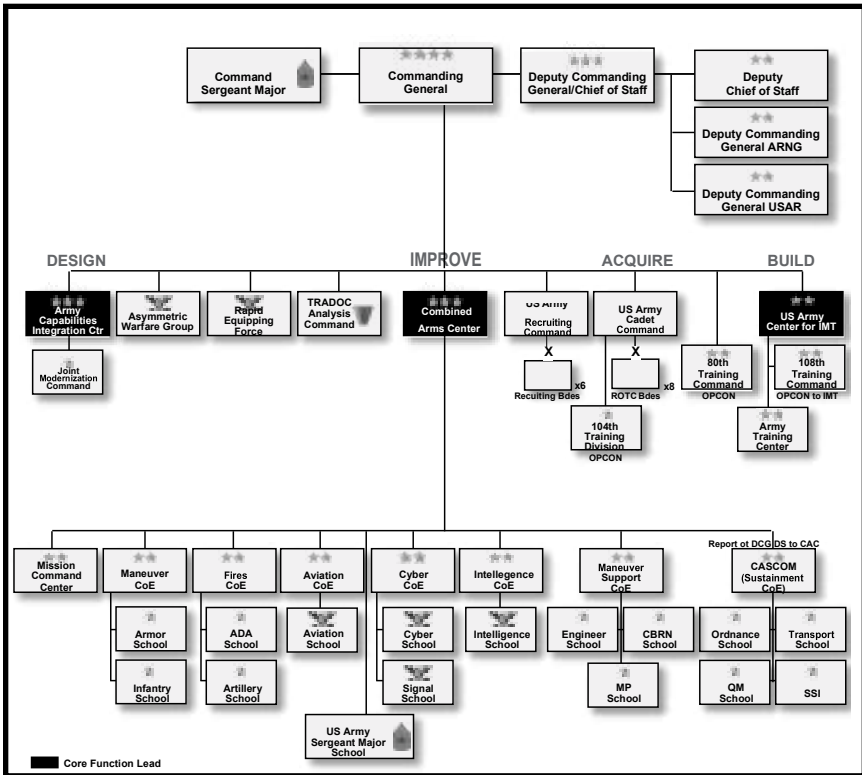 Command
Sergeant Major
Commanding
General
Deputy Commanding
General/Chief of Staff
Deputy
Chief of Staff
Deputy Commanding
General ARNG
Deputy Commanding
General USAR
DESIGN
IMPROVE
ACQUIRE
BUILD
Army
Capabilities
Integration Ctr
Asymmetric
Warfare Group
Rapid
Equipping
Force
TRADOC
Analysis
Command
Combined
Arms Center
US Army
Recruiting
Command
US Army
Cadet
Command
US Army
Center for IMT
Joint
Modernization
Command
X
x6
Recuiting Bdes
X
x8
ROTC Bdes
80th
Training
Command
OPCON
108th
Training
Command
OPCON to IMT
104th
Training
Division
OPCON
Army
Training
Center
Report ot DCG IDS to CAC
Mission
Command
Center
Maneuver
CoE
Fires
CoE
Aviation
CoE
Cyber
CoE
Intellegence
CoE
Maneuver
Support
CoE
CASCOM
(Sustainment
CoE)
Armor
School
ADA
School
Aviation
School
Cyber
School
Intelligence
School
Engineer
School
CBRN
School
Ordnance
School
Transport
School
Infantry
School
Artillery
School
Signal
School
MP
School
QM
School
SSI
US Army
Sergeant Major
School
Core Function Lead